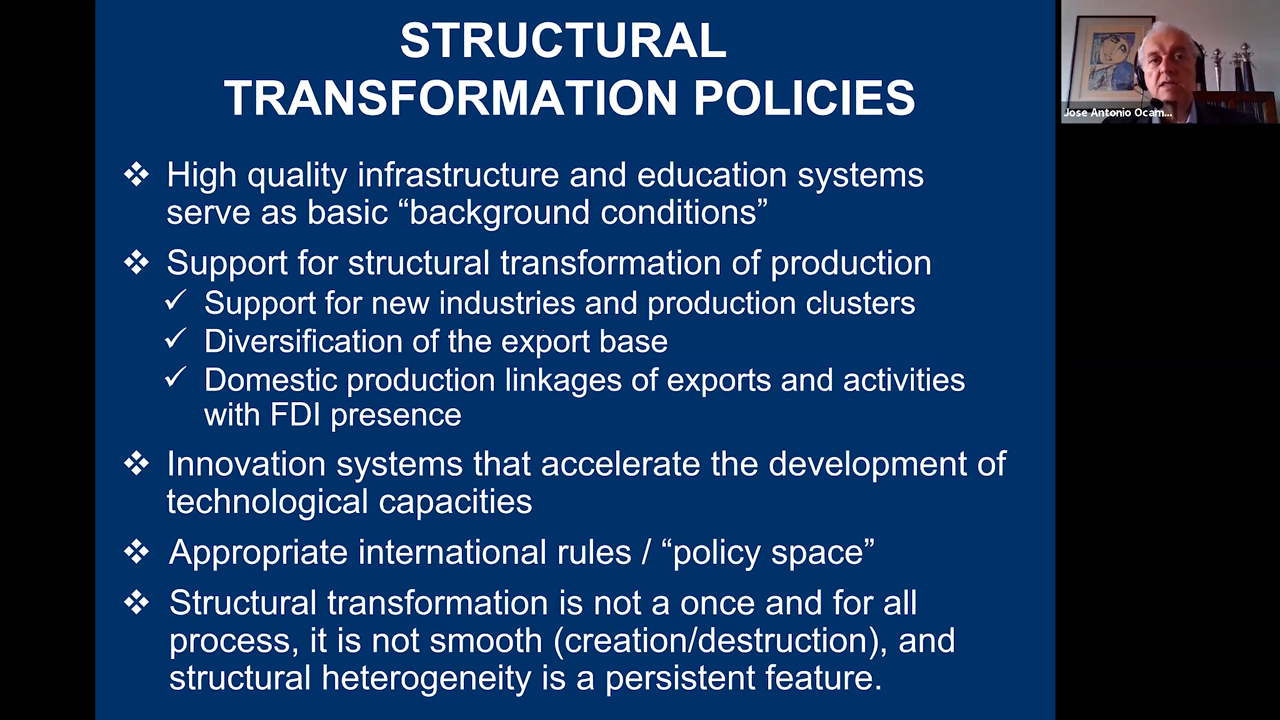 STRUCTURAL
TRANSFORMATION POLICIES
❖ High quality infrastructure and education systems
serve as basic “background conditions”
❖ Support for structural transformation of production
✓ Support for new industries and production clusters
✓ Diversification of the export base
✓ Domestic production linkages of exports and activities
with FDI presence
❖ Innovation systems that accelerate the development of
technological capacities
❖ Appropriate international rules / “policy space”
❖ Structural transformation is not a once and for all
process, it is not smooth (creation/destruction), and
structural heterogeneity is a persistent feature.
Jose Antonio Ocam...